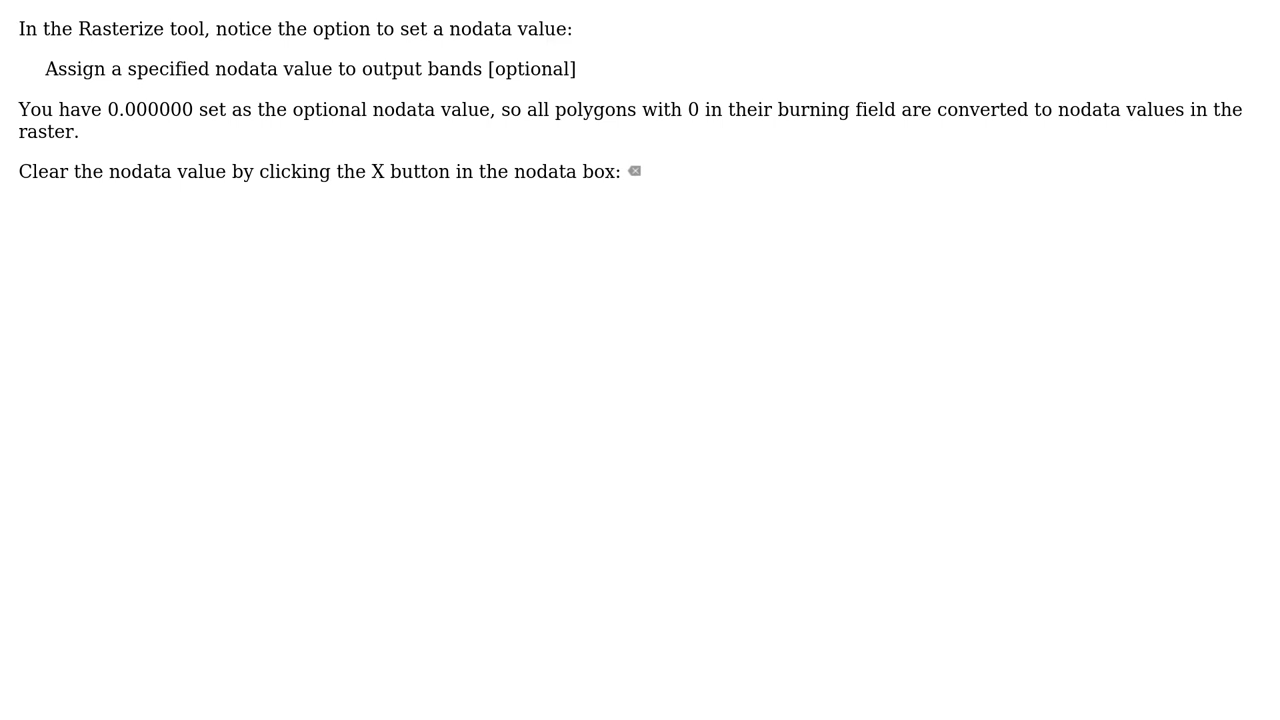 In the Rasterize tool, notice the option to set a nodata value:
Assign a specified nodata value to output bands [optional]
You have 0.000000 set as the optional nodata value, so all polygons with 0 in their burning field are converted to nodata values in the
raster.
Clear the nodata value by clicking the X button in the nodata box: